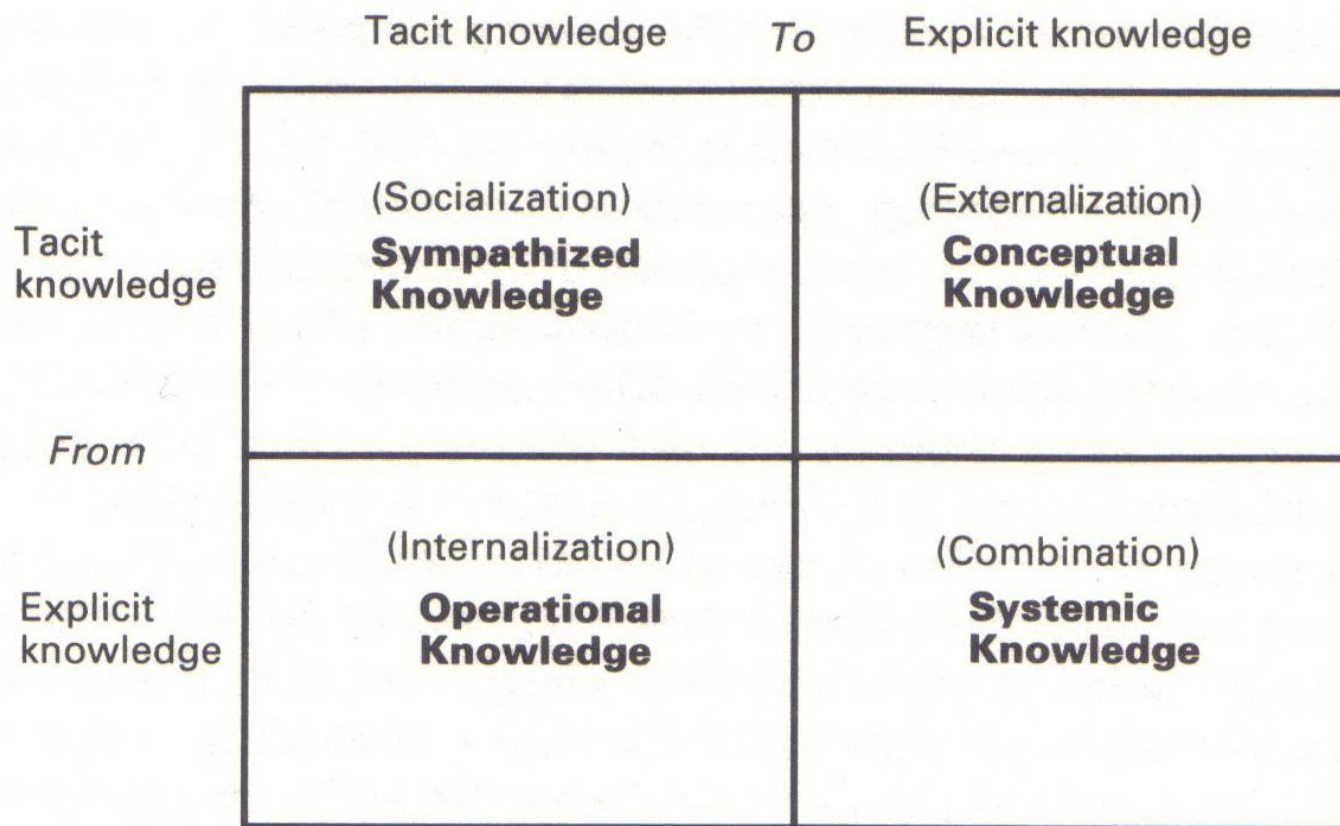 Tacit knowledge To Explicit knowledge
(Socialization)
Sympathized
Knowledge
(Externalization)
Conceptual
Knowledge
Tacit
knowledge
From
(Internalization)
Operational
Knowledge
(Combination)
Systemic
Knowledge
Explicit
knowledge